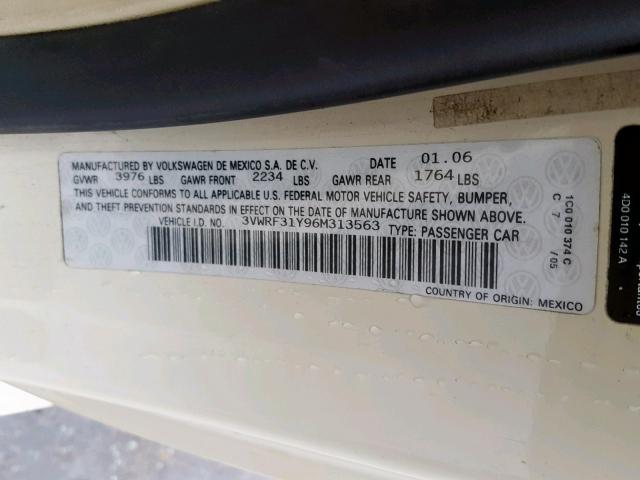 MANUFACTURED BY VOLKSWAGEN DE MEXICO S.A. DE C.V. DATE 01.06
GVWR 3976 LBS GAWR FRONT 2234 LBS GAWR REAR 1764 LBS
THIS VEHICLE CONFORMS TO ALL APPLICABLE U.S. FEDERAL MOTOR VEHICLE SAFETY, BUMPER,
AND THEFT PREVENTION STANDARDS IN EFFECT ON THE DATE OF MANUFACTURE SHOWN ABOVE.
VEHICLE I.D. NO. 3VWRF31Y96M313563 TYPE: PASSENGER CAR
COUNTRY OF ORIGIN: MEXICO
1C0 010 374 C
C 7 /05
4D0 010 142 A